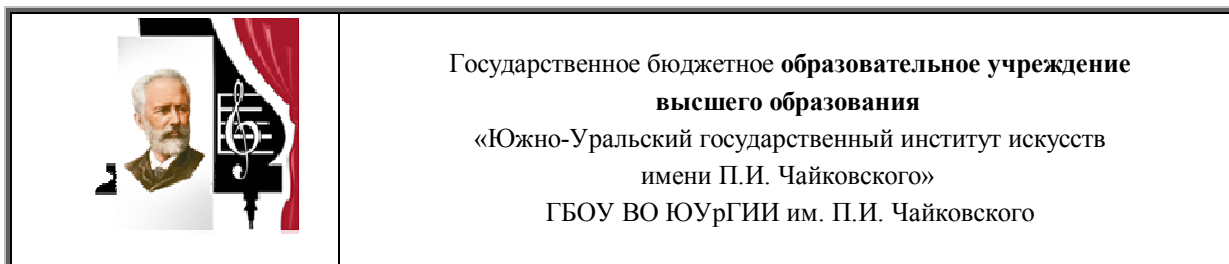 Государственное бюджетное образовательное учреждение
высшего образования
«Южно-Уральский государственный институт искусств
имени П.И. Чайковского»
ГБОУ ВО ЮУрГИИ им. П.И. Чайковского